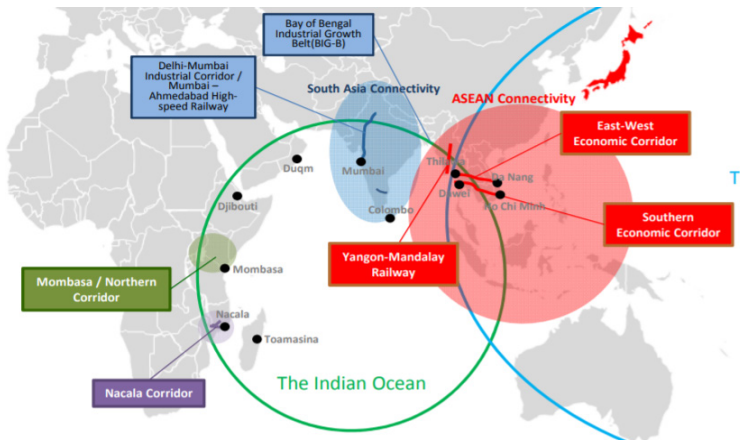 Bay of Bengal
Industrial Growth
Belt(BIG-B)
Delhi-Mumbai
Industrial Corridor /
Mumbai –
Ahmedabad High-
speed Railway
South Asia Connectivity
ASEAN Connectivity
East-West
Economic Corridor
Duqm
Mumbai
Da Nang
Djibouti
Colombo
Ho Chi Minh
Southern
Economic Corridor
T
Yangon-Mandalay
Railway
Mombasa / Northern
Corridor
Mombasa
Nacala
Toamasina
The Indian Ocean
Nacala Corridor